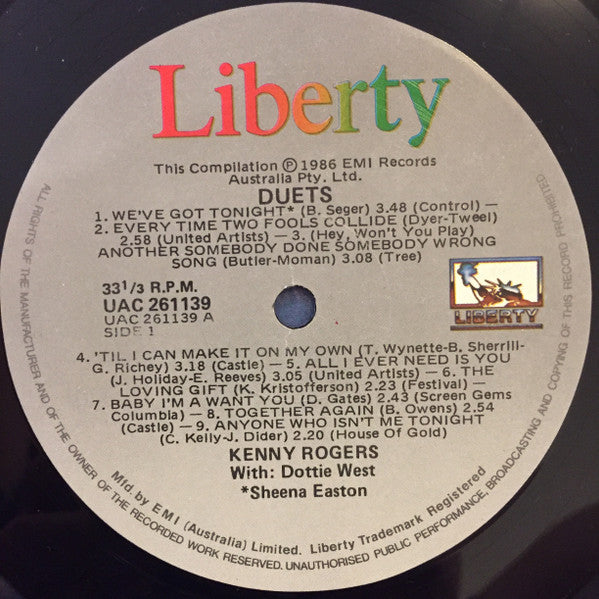 Liberty
This Compilation Ⓟ 1986 EMI Records
Australia Pty. Ltd.
DUETS
1. WE'VE GOT TONIGHT* (B. Seger) 3.48 (Control) —
2. EVERY TIME TWO FOOLS COLLIDE (Dyer-Tweel)
2.58 (United Artists) — 3. (Hey, Won't You Play)
ANOTHER SOMEBODY DONE SOMEBODY WRONG
SONG (Butler-Moman) 3.08 (Tree)
33 1/3 R.P.M.
UAC 261139
UAC 261139 A
SIDE 1
LIBERTY
4. 'TIL I CAN MAKE IT ON MY OWN (T. Wynette-B. Sherrill-
G. Richey) 3.18 (Castle) — 5. ALL I EVER NEED IS YOU
(J. Holiday-E. Reeves) 3.05 (United Artists) — 6. THE
LOVING GIFT (K. Kristofferson) 2.23 (Festival) —
7. BABY I'M A WANT YOU (D. Gates) 2.43 (Screen Gems
Columbia) — 8. TOGETHER AGAIN (B. Owens) 2.54
(Castle) — 9. ANYONE WHO ISN'T ME TONIGHT
(C. Kelly-J. Dider) 2.20 (House Of Gold)
KENNY ROGERS
With: Dottie West
*Sheena Easton
Mfd. by EMI (Australia) Limited. Liberty Trademark Registered
ALL RIGHTS OF THE MANUFACTURER AND OF THE OWNER OF THE RECORDED WORK RESERVED. UNAUTHORISED PUBLIC PERFORMANCE, BROADCASTING AND COPYING OF THIS RECORD PROHIBITED